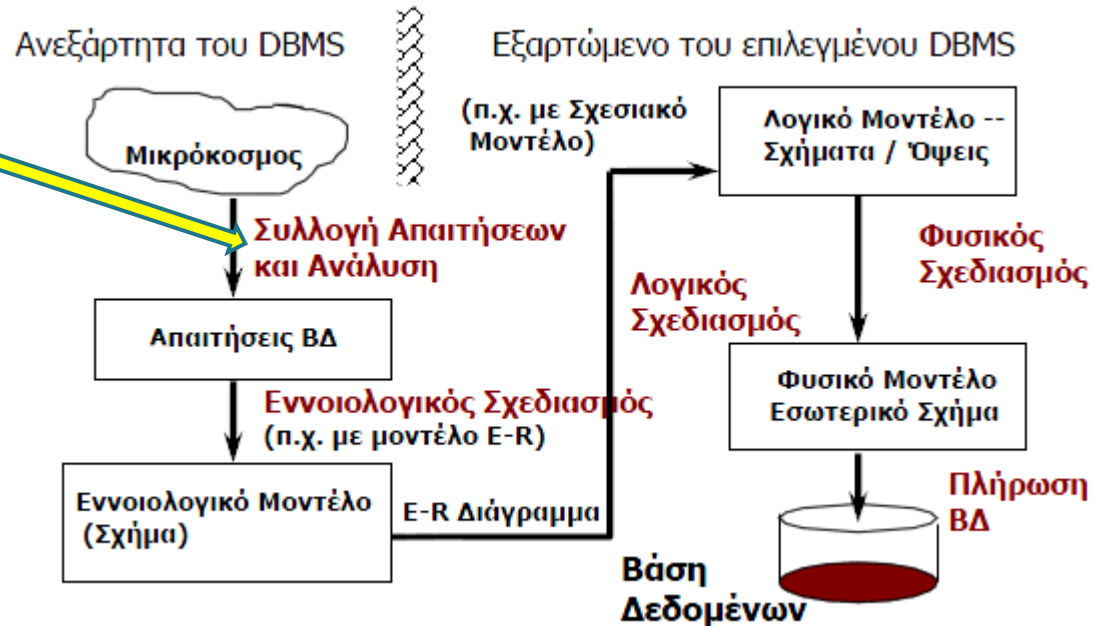 Ανεξάρτητα του DBMS
Εξαρτώμενο του επιλεγμένου DBMS
Μικρόκοσμος
Συλλογή Απαιτήσεων
και Ανάλυση
Απαιτήσεις ΒΔ
Εννοιολογικός Σχεδιασμός
(π.χ. με μοντέλο E-R)
Εννοιολογικό Μοντέλο
(Σχήμα)
E-R Διάγραμμα
(π.χ. με Σχεσιακό
Μοντέλο)
Λογικός
Σχεδιασμός
Λογικό Μοντέλο --
Σχήματα / Όψεις
Φυσικός
Σχεδιασμός
Φυσικό Μοντέλο
Εσωτερικό Σχήμα
Πλήρωση
ΒΔ
Βάση
Δεδομένων